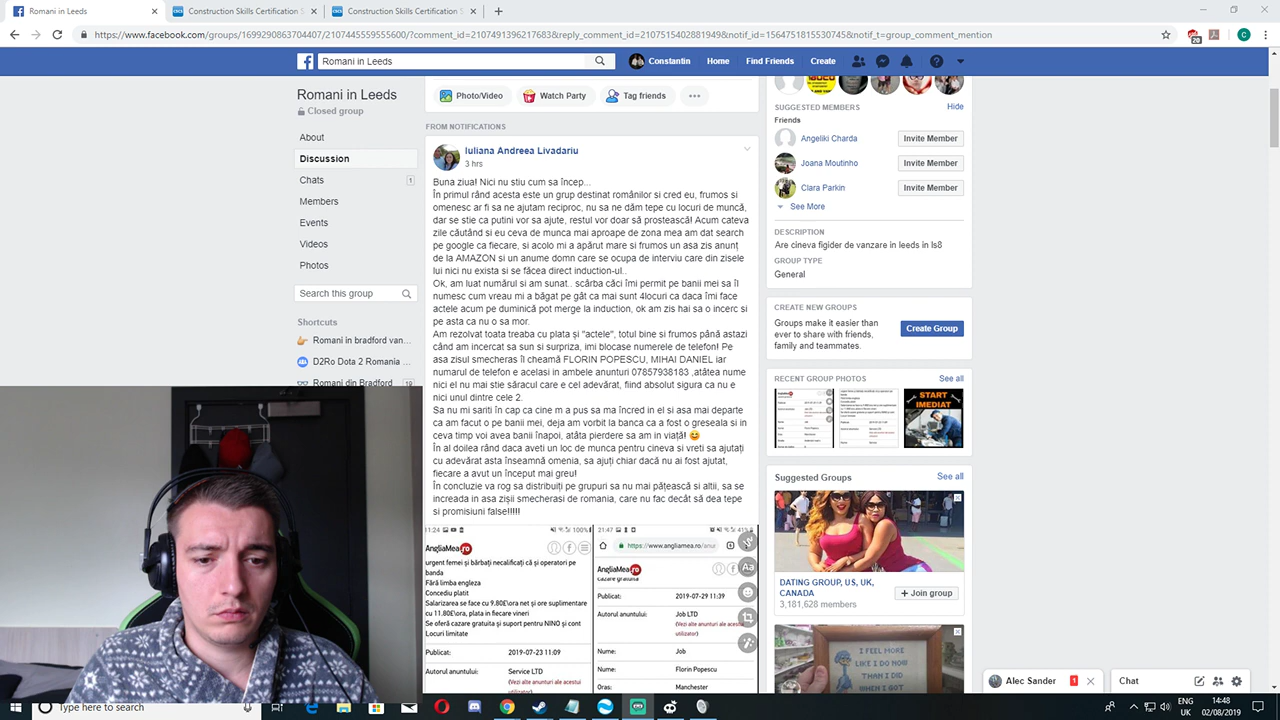 Romani in Leeds
Construction Skills Certification S
Construction Skills Certification S
https://www.facebook.com/groups/1699290863704407/2107445559555600/?comment_id=2107491396217683&reply_comment_id=2107515402881949&notif_id=1564751815530745&notif_t=group_comment_mention
20
C
Romani in Leeds
Constantin
Home
Find Friends
Create
Romani in Leeds
Closed group
About
Discussion
Chats
1
Members
Events
Videos
Photos
Search this group
Shortcuts
Romani in bradford van...
D2Ro Dota 2 Romania ...
Romani din Bradford
Photo/Video
Watch Party
Tag friends
FROM NOTIFICATIONS
Iuliana Andreea Livadariu
3 hrs
Buna ziua! Nici nu stiu cum sa încep...
În primul rând acesta este un grup destinat românilor si cred eu, frumos si
omenesc ar fi sa ne ajutam reciproc, nu sa ne dăm tepe cu locuri de muncă,
dar se stie ca putini vor sa ajute, restul vor doar să prostească! Acum cateva
zile căutând si eu ceva de munca mai aproape de zona mea am dat search
pe google ca fiecare, si acolo mi a apărut mare si frumos un asa zis anunț
de la AMAZON si un anume domn care se ocupa de interviu care din zisele
lui nici nu exista si se făcea direct induction-ul..
Ok, am luat numărul si am sunat.. scârba căci îmi permit pe banii mei sa îl
numesc cum vreau mi a băgat pe gât ca mai sunt 4locuri ca daca îmi face
actele acum pe duminică pot merge la induction, ok am zis hai sa o incerc si
pe asta ca nu o sa mor.
Am rezolvat toata treaba cu plata și "actele", totul bine si frumos până astazi
când am incercat sa sun si surpriza, imi blocase numerele de telefon! Pe
asa zisul smecheras îl cheamă FLORIN POPESCU, MIHAI DANIEL iar
numarul de telefon e acelasi in ambele anunturi 07857938183 ,atâtea nume
nici el nu mai stie săracul care e cel adevărat, fiind absolut sigura ca nu e
nici unul dintre cele 2.
Sa nu mi sariti în cap ca cine m a pus sa ma încred in el si asa mai departe
ca am facut o pe banii mei, deja am vorbit la banca ca a fost o greseala si in
ceva timp voi avea banii înapoi, atâta pierdere sa am in viață!
În al doilea rând daca aveti un loc de munca pentru cineva si vreti sa ajutați
cu adevărat asta înseamnă omenia, sa ajuți chiar dacă nu ai fost ajutat,
fiecare a avut un început mai greu!
În concluzie va rog sa distribuiți pe grupuri sa nu mai pățească si altii, sa se
increada in asa zișii smecherasi de romania, care nu fac decât să dea tepe
si promisiuni false!!!!!
11:24
100%
AngliaMea.ro
urgent femei și bărbați necalificați că și operatori pe
banda
Fără limba engleza
Concediu platit
Salarizarea se face cu 9.80£\ora net și ore suplimentare
cu 11.80£\ora, plata in fiecare vineri
Se oferă cazare gratuita și suport pentru NINO și cont
Locuri limitate
Publicat:
2019-07-23 11:09
Autorul anuntului:
Service LTD
(Vezi alte anunturi ale acestui
utilizator)
21:47
41%
https://www.angliamea.ro/anu
AngliaMea.ro
cazare gratuita
Publicat:
2019-07-29 11:39
Autorul anuntului:
Job LTD
(Vezi alte anunturi ale acestui
utilizator)
Nume:
Job
Nume:
Florin Popescu
Oras:
Manchester
Aa
SUGGESTED MEMBERS
Hide
Friends
Angeliki Charda
Invite Member
Joana Moutinho
Invite Member
Clara Parkin
Invite Member
See More
DESCRIPTION
Are cineva figider de vanzare in leeds in ls8
GROUP TYPE
General
CREATE NEW GROUPS
Groups make it easier than
ever to share with friends,
family and teammates.
Create Group
RECENT GROUP PHOTOS
See all
START
IMEDIAT
Suggested Groups
See all
DATING GROUP, US, UK,
CANADA
3,181,628 members
Join group
I FEEL MORE
LIKE I DO NOW
THAN I DID
WHEN I GOT
Alec Sander
1
Chat
Type here to search
ENG
UK
14:48
02/08/2019